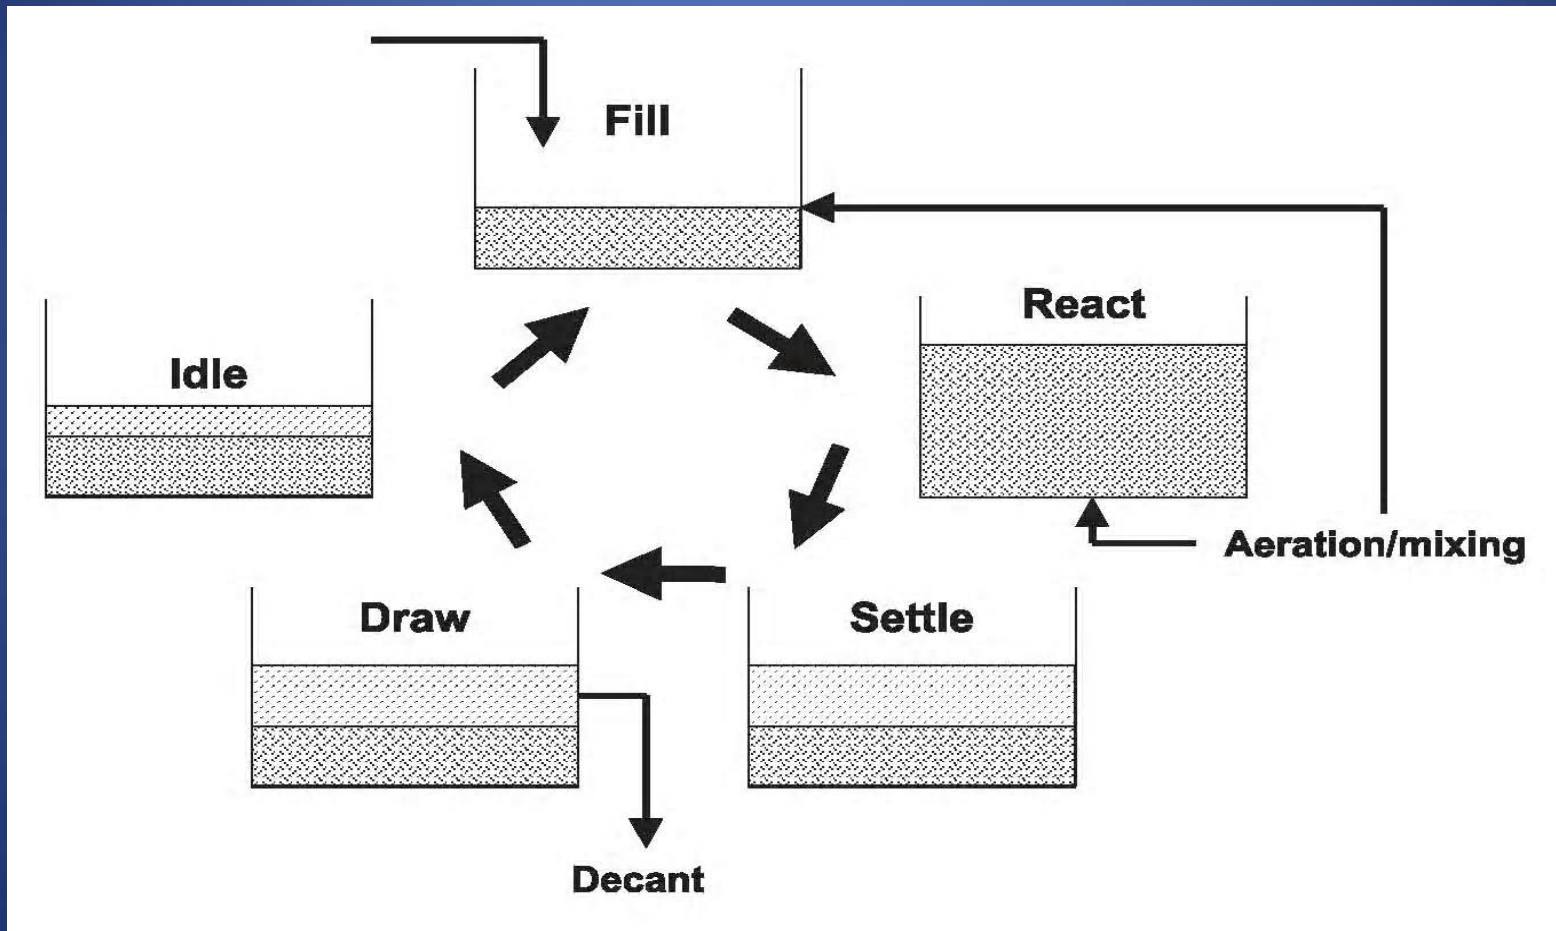 Fill
React
Idle
Aeration/mixing
Draw
Settle
Decant